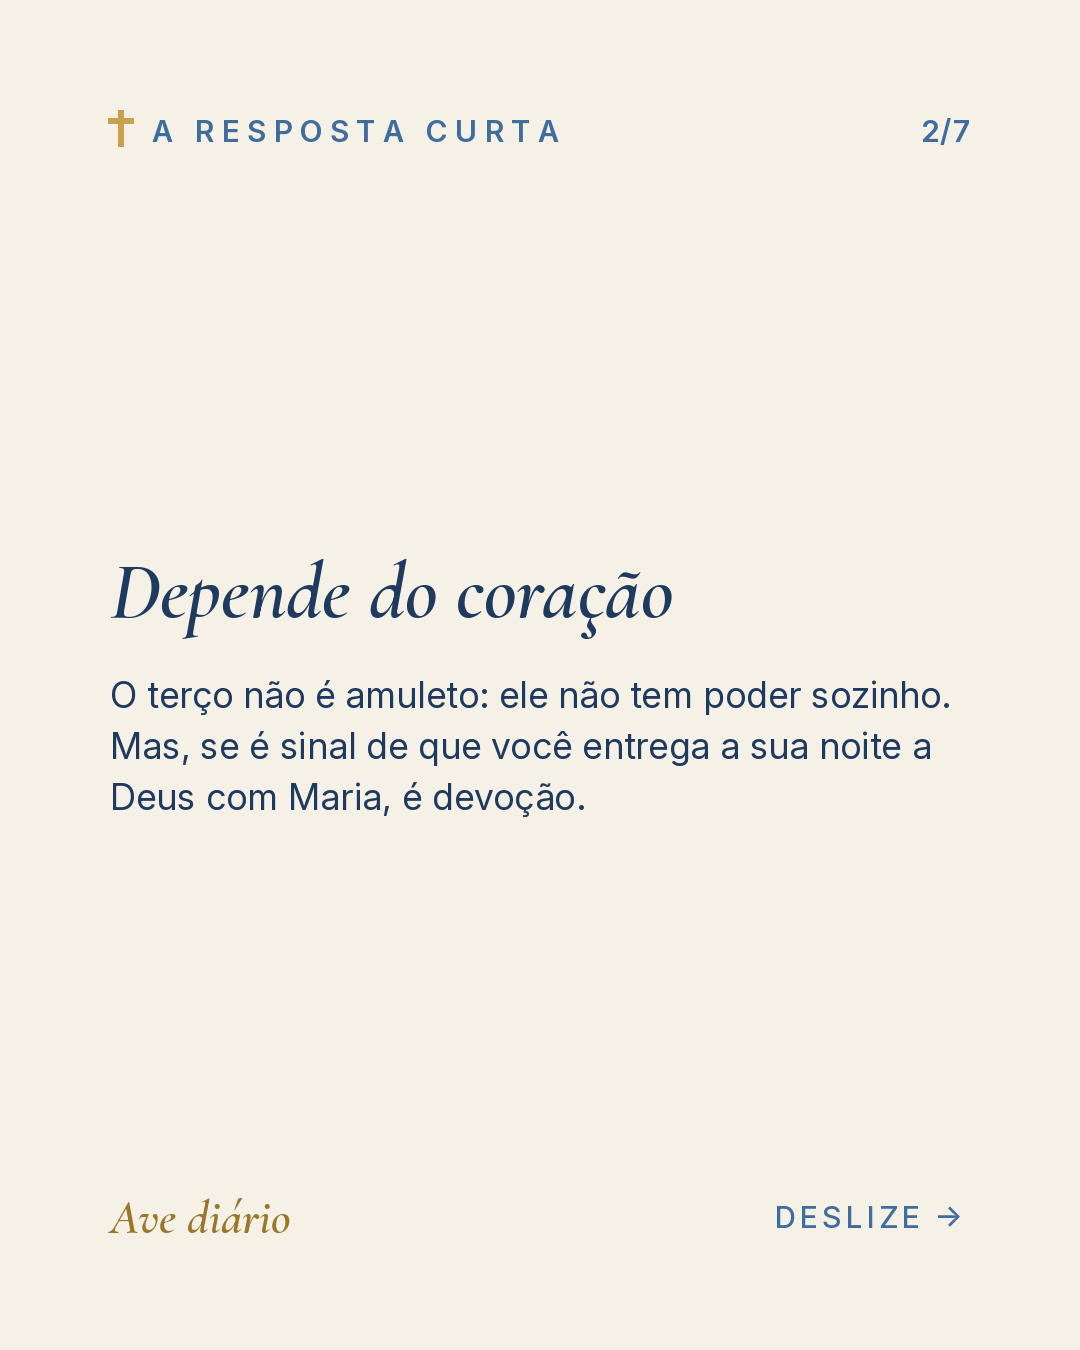 A RESPOSTA CURTA
2/7
Depende do coração
O terço não é amuleto: ele não tem poder sozinho.
Mas, se é sinal de que você entrega a sua noite a
Deus com Maria, é devoção.
Ave diário
DESLIZE →